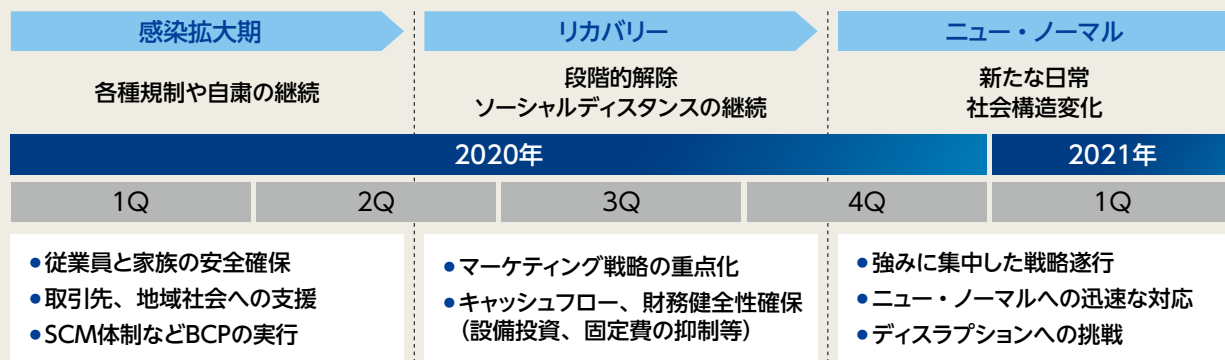 感染拡大期
リカバリー
ニュー・ノーマル
各種規制や自粛の継続
段階的解除
ソーシャルディスタンスの継続
新たな日常
社会構造変化
2020年
2021年
1Q
2Q
3Q
4Q
1Q
●従業員と家族の安全確保
●取引先、地域社会への支援
●SCM体制などBCPの実行
●マーケティング戦略の重点化
●キャッシュフロー、財務健全性確保
(設備投資、固定費の抑制等)
●強みに集中した戦略遂行
●ニュー・ノーマルへの迅速な対応
●ディスラプションへの挑戦